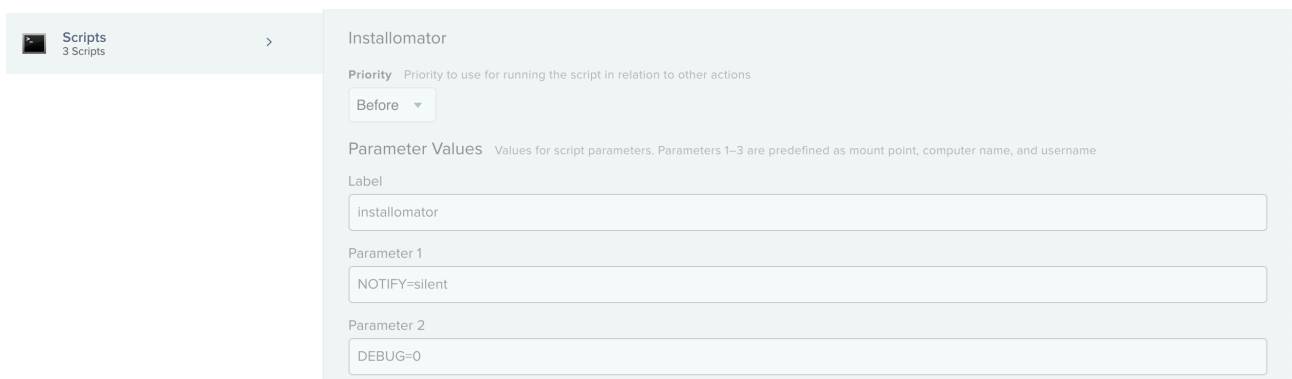 Scripts
3 Scripts
Installomator
Priority Priority to use for running the script in relation to other actions
Before
Parameter Values Values for script parameters. Parameters 1–3 are predefined as mount point, computer name, and username
Label
installomator
Parameter 1
NOTIFY=silent
Parameter 2
DEBUG=0